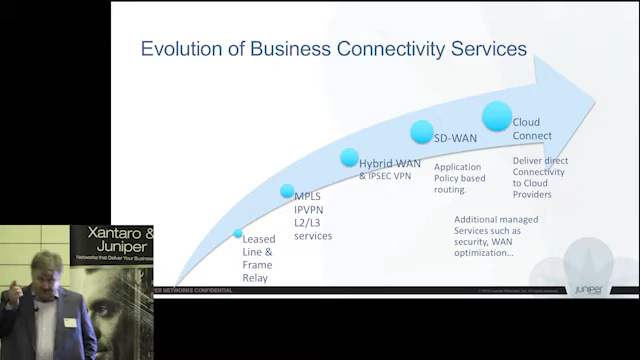 Evolution of Business Connectivity Services
Cloud
Connect
SD-WAN
Hybrid WAN
& IPSEC VPN
Application
Policy based
routing.
Deliver direct
Connectivity
to Cloud
Providers
MPLS
IPVPN
L2/L3
services
Additional managed
Services such as
security, WAN
optimization...
Leased
Line &
Frame
Relay
Xantaro &
Juniper
Networks that Deliver Your Business
PER NETWORKS CONFIDENTIAL
juniper